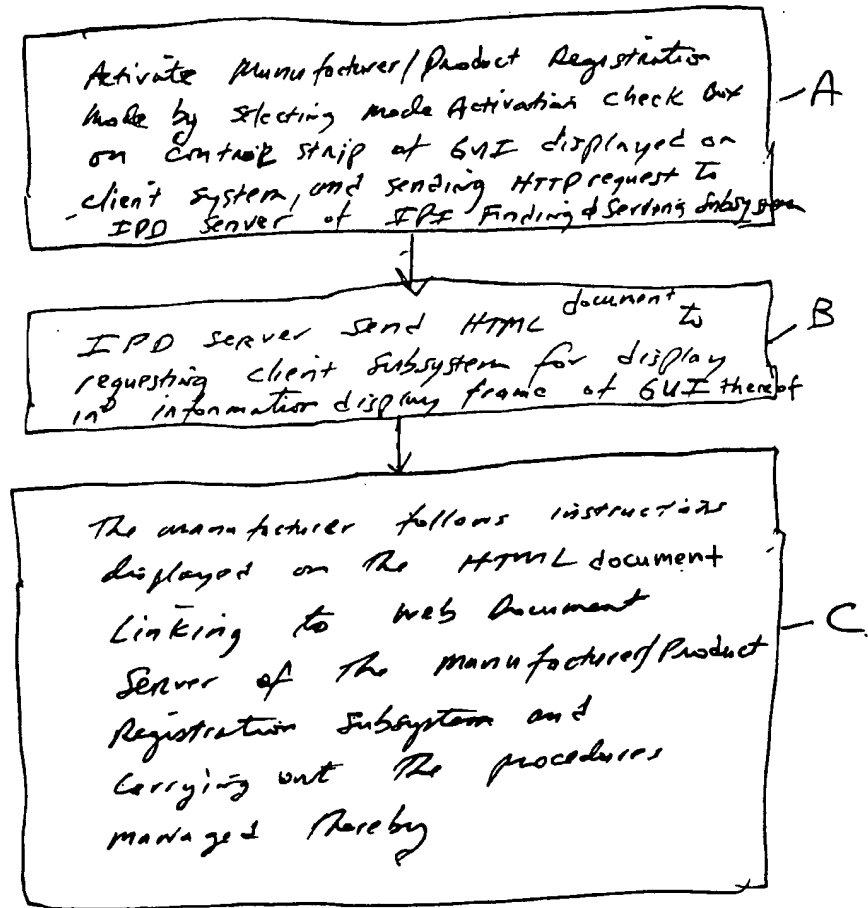 Activate Manufacturer/Product Registration
Mode by selecting mode Activation check Box
on control strip of GUI displayed on
client system, and sending HTTP request to
IPD server of IPI Finding & Serving Subsystem
A
IPD server send HTML document to
requesting client subsystem for display
in information display frame of GUI thereof
B
The manufacturer follows instructions
displayed on the HTML document
Linking to web Document
Server of the manufacturer/Product
Registration Subsystem and
Carrying out the procedures
managed thereby
C